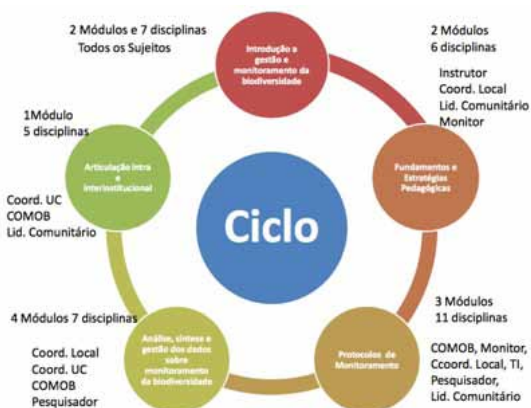 2 Módulos e 7 disciplinas
Todos os Sujeitos
Introdução a
gestão e
monitoramento da
biodiversidade
2 Módulos
6 disciplinas
Instrutor
Coord. Local
Lid. Comunitário
Monitor
1Módulo
5 disciplinas
Articulação Intra
e
Interinstitucional
Fundamentos e
Estratégias
Pedagógicas
Coord. UC
COMOB
Lid. Comunitário
Ciclo
4 Módulos 7 disciplinas
Análise, síntese e
gestão dos dados
sobre
monitoramento
da biodiversidade
Coord. Local
Coord. UC
COMOB
Pesquisador
Protocolos de
Monitoramento
3 Módulos
11 disciplinas
COMOB, Monitor,
Ccoord. Local, TI,
Pesquisador,
Lid. Comunitário